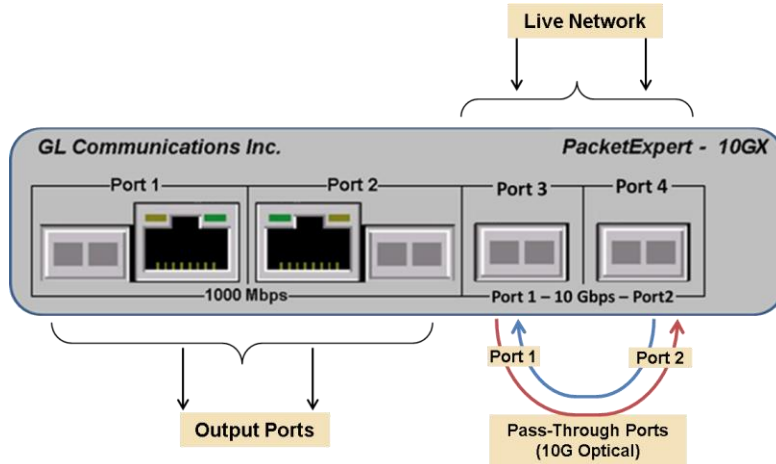 Live Network
GL Communications Inc.
PacketExpert - 10GX
Port 1
Port 2
Port 3
Port 4
1000 Mbps
Port 1 – 10 Gbps – Port2
Port 1
Port 2
Output Ports
Pass-Through Ports
(10G Optical)